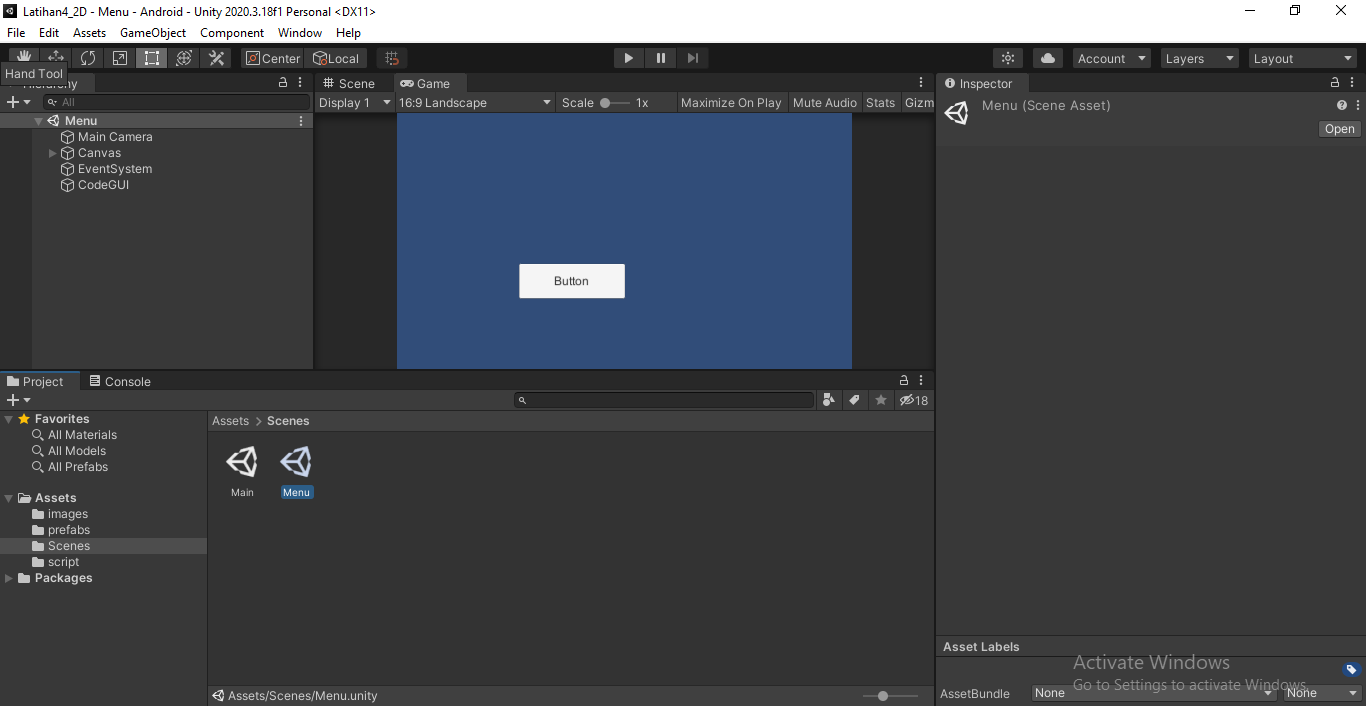 Latihan4_2D - Menu - Android - Unity 2020.3.18f1 Personal <DX11>
File Edit Assets GameObject Component Window Help
Center Local Account Layers Layout
Hand Tool
Scene Game
Inspector
All
Display 1 16:9 Landscape Scale 1x Maximize On Play Mute Audio Stats Gizm
Menu (Scene Asset)
Open
Menu
Main Camera
Canvas
EventSystem
CodeGUI
Button
Project Console
18
Favorites
All Materials
All Models
All Prefabs
Assets
images
prefabs
Scenes
script
Packages
Assets > Scenes
Main Menu
Assets/Scenes/Menu.unity
Asset Labels
Activate Windows
Go to Settings to activate Windows.
AssetBundle None None